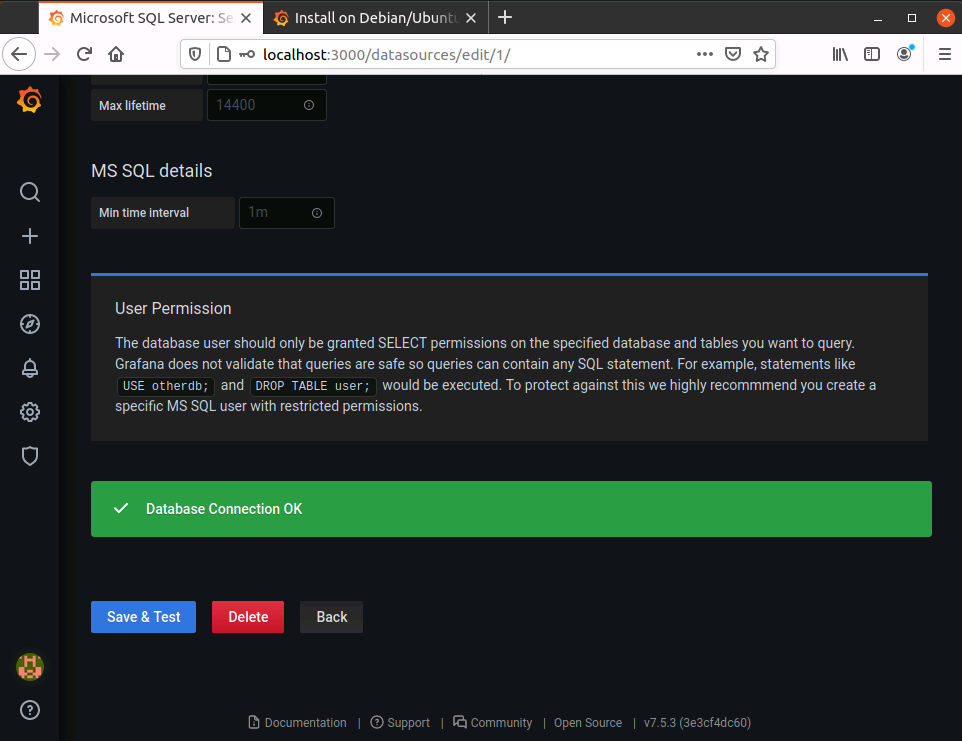 Microsoft SQL Server: Se
Install on Debian/Ubuntu
localhost:3000/datasources/edit/1/
Max lifetime
14400
MS SQL details
Min time interval
1m
User Permission
The database user should only be granted SELECT permissions on the specified database and tables you want to query.
Grafana does not validate that queries are safe so queries can contain any SQL statement. For example, statements like
USE otherdb; and DROP TABLE user; would be executed. To protect against this we highly recommmend you create a
specific MS SQL user with restricted permissions.
Database Connection OK
Save & Test
Delete
Back
Documentation | Support | Community | Open Source | v7.5.3 (3e3cf4dc60)